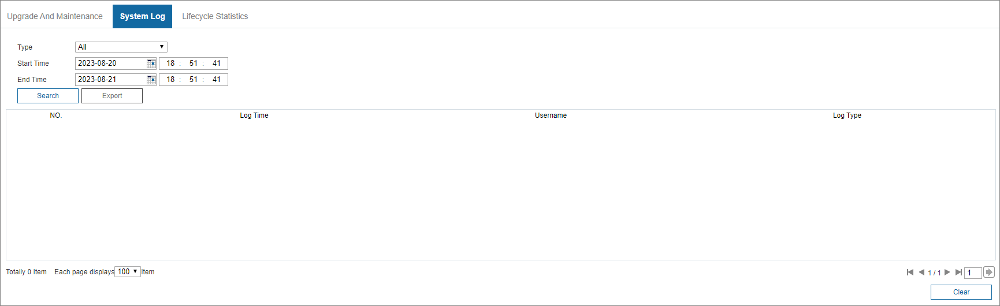 Upgrade And Maintenance System Log Lifecycle Statistics
Type All
Start Time 2023-08-20 18 : 51 : 41
End Time 2023-08-21 18 : 51 : 41
Search Export
NO. Log Time Username Log Type
Totally 0 Item Each page displays 100 Item 1 / 1 1
Clear